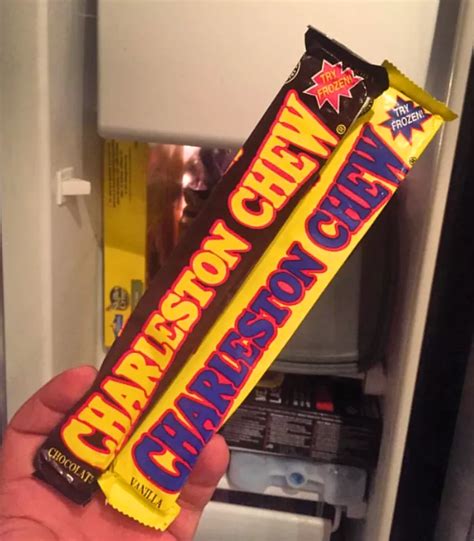 TRY
FROZEN!
CHARLESTON CHEW®
CHOCOLATE
TRY
FROZEN!
CHARLESTON CHEW®
VANILLA